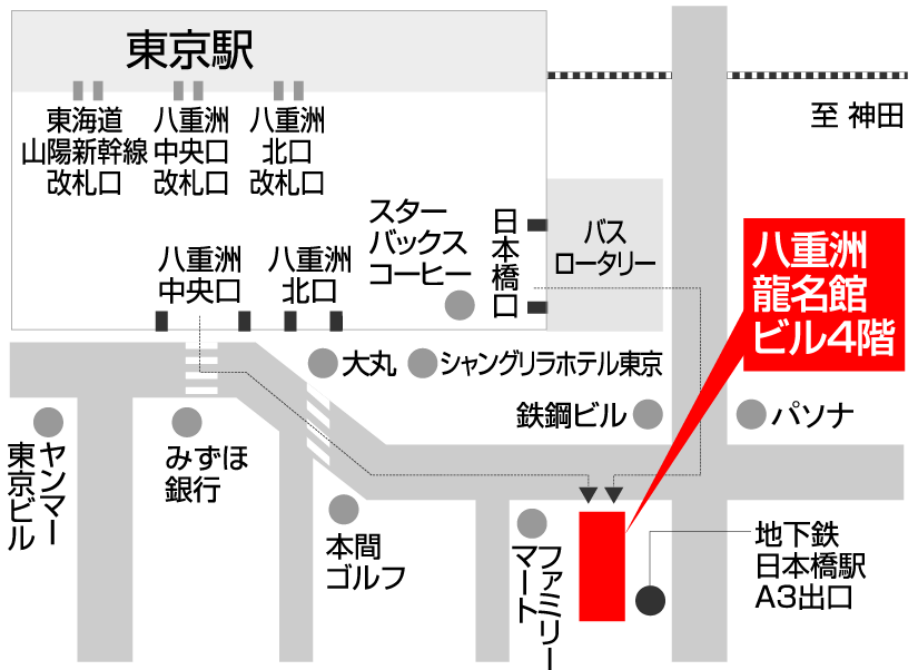 東京駅
東海道
山陽新幹線
改札口
八重洲
中央口
改札口
八重洲
北口
改札口
至 神田
スター
バックス
コーヒー
日本橋口
バス
ロータリー
八重洲
龍名館
ビル4階
八重洲
中央口
八重洲
北口
大丸
シャングリラホテル東京
鉄鋼ビル
パソナ
ヤンマー
東京ビル
みずほ
銀行
本間
ゴルフ
ファミリー
マート
地下鉄
日本橋駅
A3出口